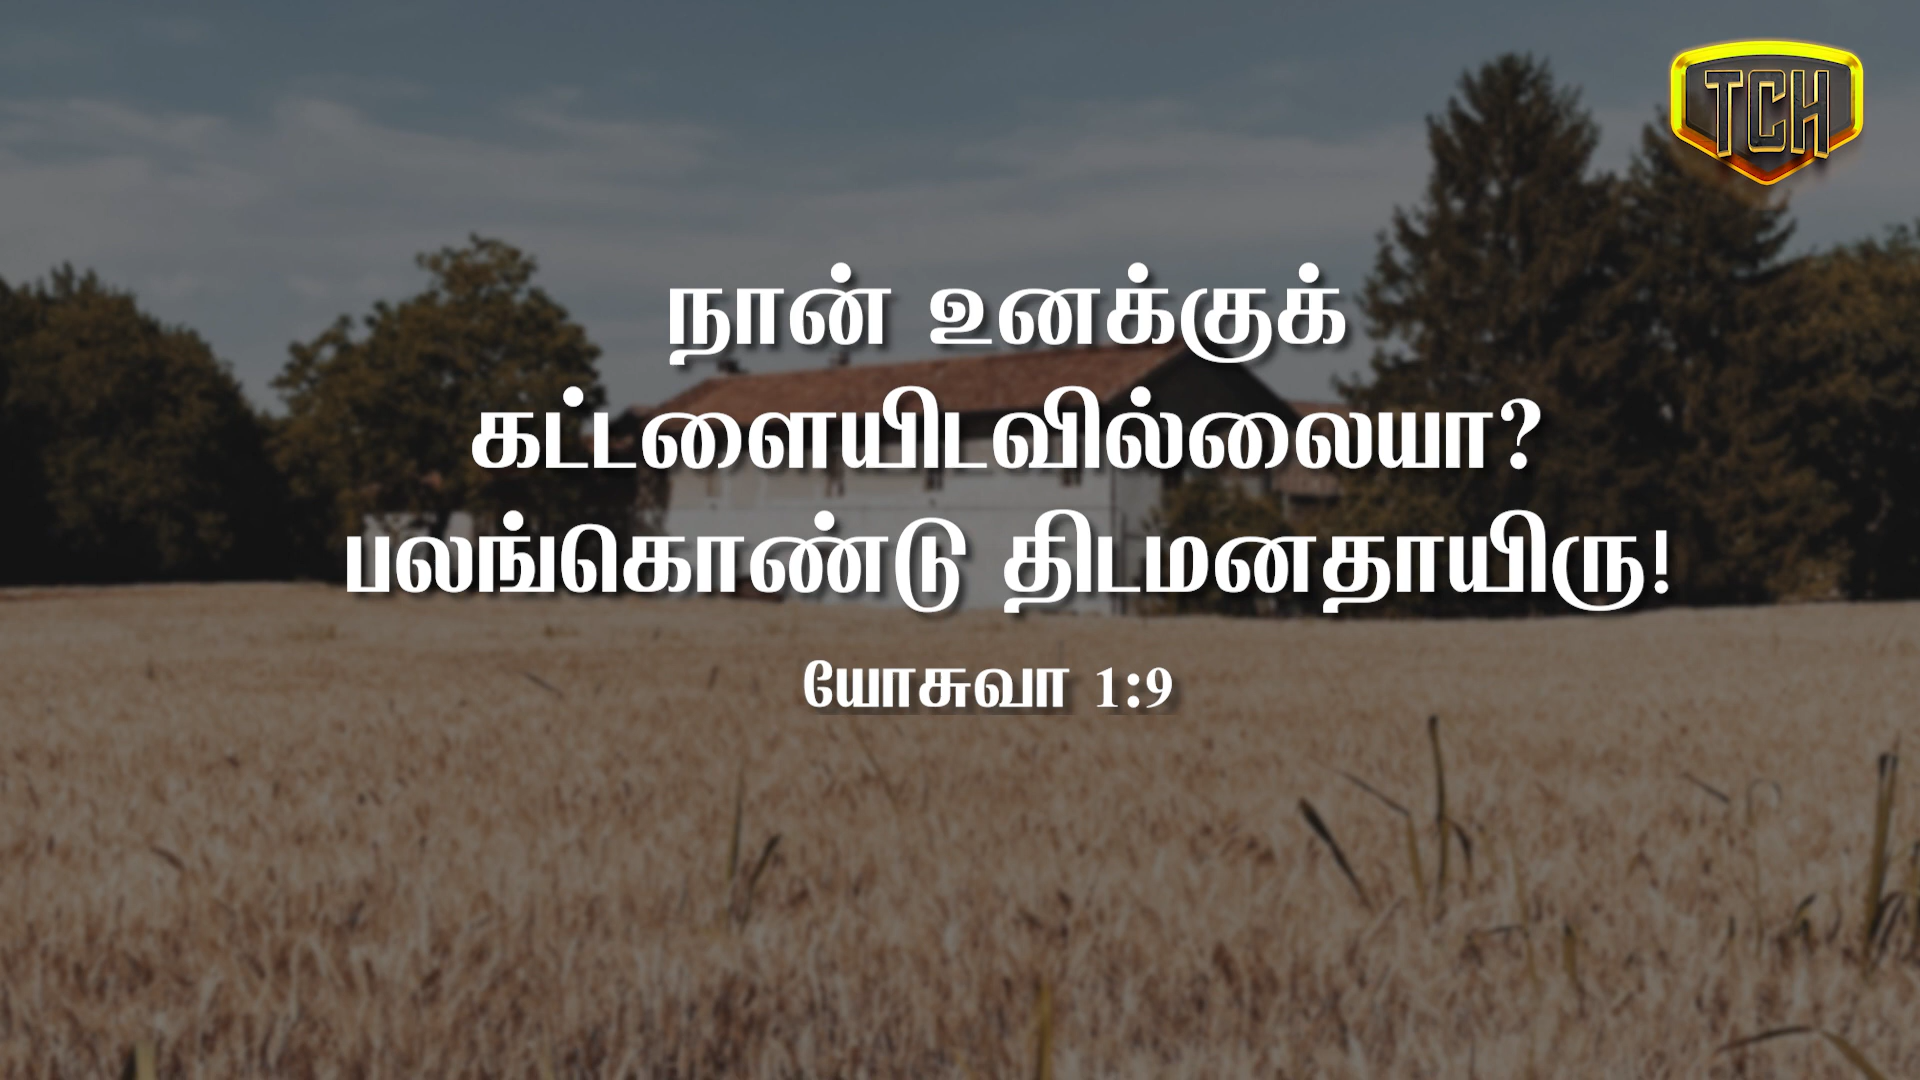 TCH
நான் உனக்குக்
கட்டளையிடவில்லையா?
பலங்கொண்டு திடமனதாயிரு!
யோசுவா 1:9